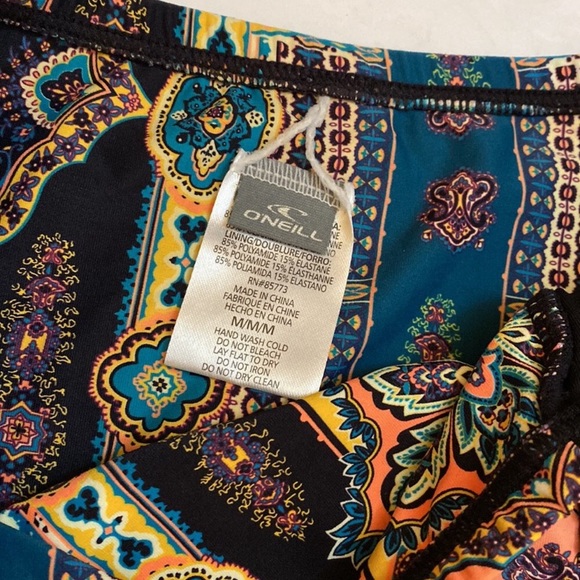 O'NEILL
LINING/DOUBLURE/FORRO:
85% POLYAMIDE 15% ELASTANE
85% POLYAMIDE 15% ÉLASTHANNE
85% POLIAMIDA 15% ELASTANO
RN#85773
MADE IN CHINA
FABRIQUÉ EN CHINE
HECHO EN CHINA
M/M/M
HAND WASH COLD
DO NOT BLEACH
LAY FLAT TO DRY
DO NOT IRON
DO NOT DRY CLEAN